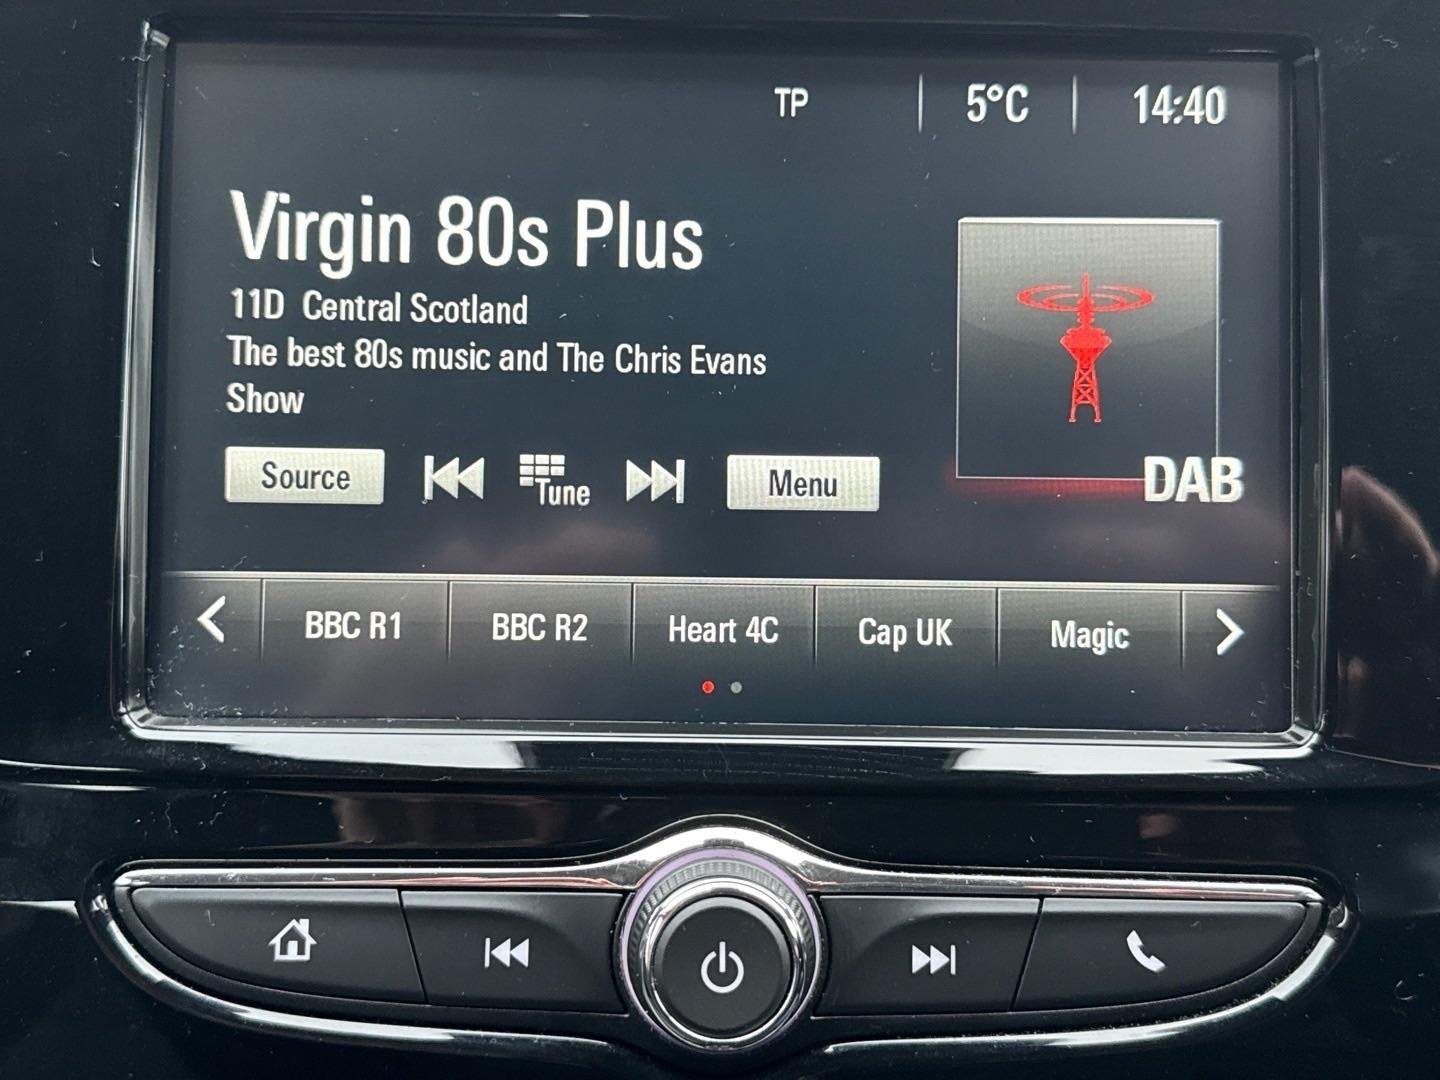 TP 5°C 14:40
Virgin 80s Plus
11D Central Scotland
The best 80s music and The Chris Evans
Show
Source Tune Menu
DAB
BBC R1 BBC R2 Heart 4C Cap UK Magic